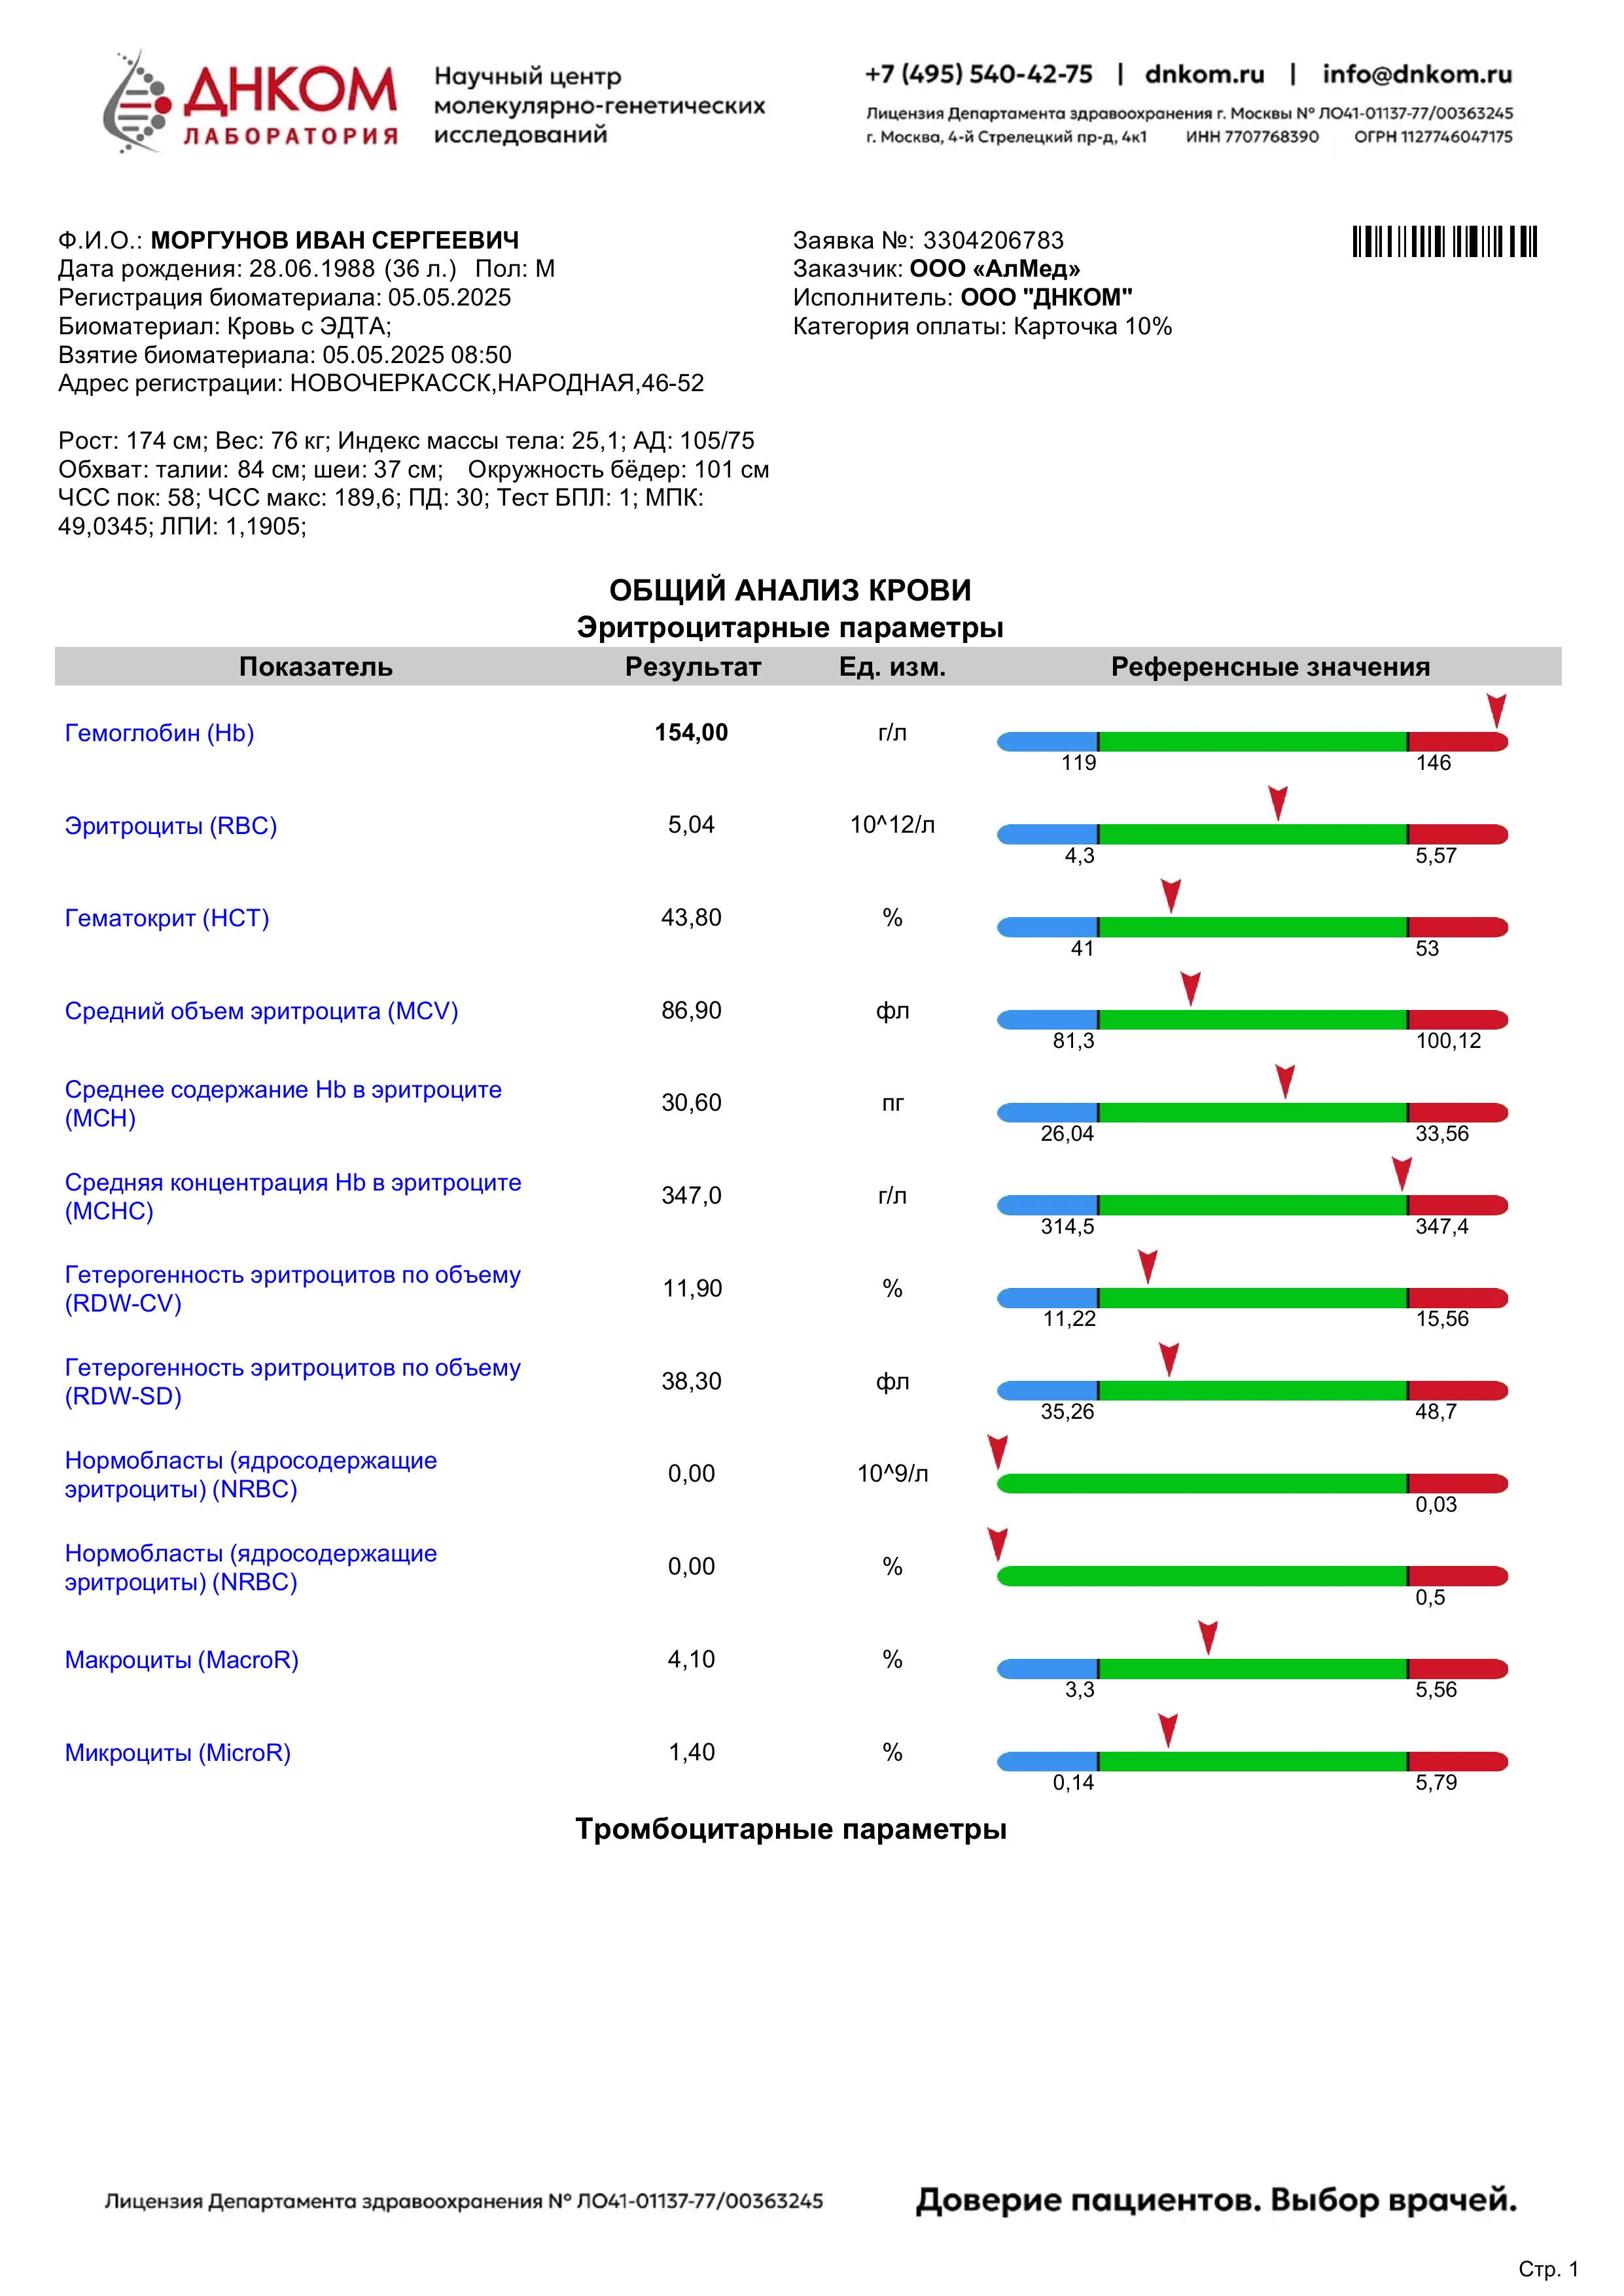 ДНКОМ
ЛАБОРАТОРИЯ
Научный центр
молекулярно-генетических
исследований
+7 (495) 540-42-75 | dnkom.ru | info@dnkom.ru
Лицензия Департамента здравоохранения г. Москвы № ЛО41-01137-77/00363245
г. Москва, 4-й Стрелецкий пр-д, 4к1 ИНН 7707768390 ОГРН 1127746047175
Ф.И.О.: МОРГУНОВ ИВАН СЕРГЕЕВИЧ
Дата рождения: 28.06.1988 (36 л.) Пол: М
Регистрация биоматериала: 05.05.2025
Биоматериал: Кровь с ЭДТА;
Взятие биоматериала: 05.05.2025 08:50
Адрес регистрации: НОВОЧЕРКАССК,НАРОДНАЯ,46-52
Заявка №: 3304206783
Заказчик: ООО «АлМед»
Исполнитель: ООО "ДНКОМ"
Категория оплаты: Карточка 10%
Рост: 174 см; Вес: 76 кг; Индекс массы тела: 25,1; АД: 105/75
Обхват: талии: 84 см; шеи: 37 см; Окружность бёдер: 101 см
ЧСС пок: 58; ЧСС макс: 189,6; ПД: 30; Тест БПЛ: 1; МПК:
49,0345; ЛПИ: 1,1905;
ОБЩИЙ АНАЛИЗ КРОВИ
Эритроцитарные параметры
Показатель Результат Ед. изм. Референсные значения
Гемоглобин (Hb) 154,00 г/л
119 146
Эритроциты (RBC) 5,04 10^12/л
4,3 5,57
Гематокрит (HCT) 43,80 %
41 53
Средний объем эритроцита (MCV) 86,90 фл
81,3 100,12
Среднее содержание Hb в эритроците
(MCH) 30,60 пг
26,04 33,56
Средняя концентрация Hb в эритроците
(MCHC) 347,0 г/л
314,5 347,4
Гетерогенность эритроцитов по объему
(RDW-CV) 11,90 %
11,22 15,56
Гетерогенность эритроцитов по объему
(RDW-SD) 38,30 фл
35,26 48,7
Нормобласты (ядросодержащие
эритроциты) (NRBC) 0,00 10^9/л
0,03
Нормобласты (ядросодержащие
эритроциты) (NRBC) 0,00 %
0,5
Макроциты (MacroR) 4,10 %
3,3 5,56
Микроциты (MicroR) 1,40 %
0,14 5,79
Тромбоцитарные параметры
Лицензия Департамента здравоохранения № ЛО41-01137-77/00363245
Доверие пациентов. Выбор врачей.
Стр. 1